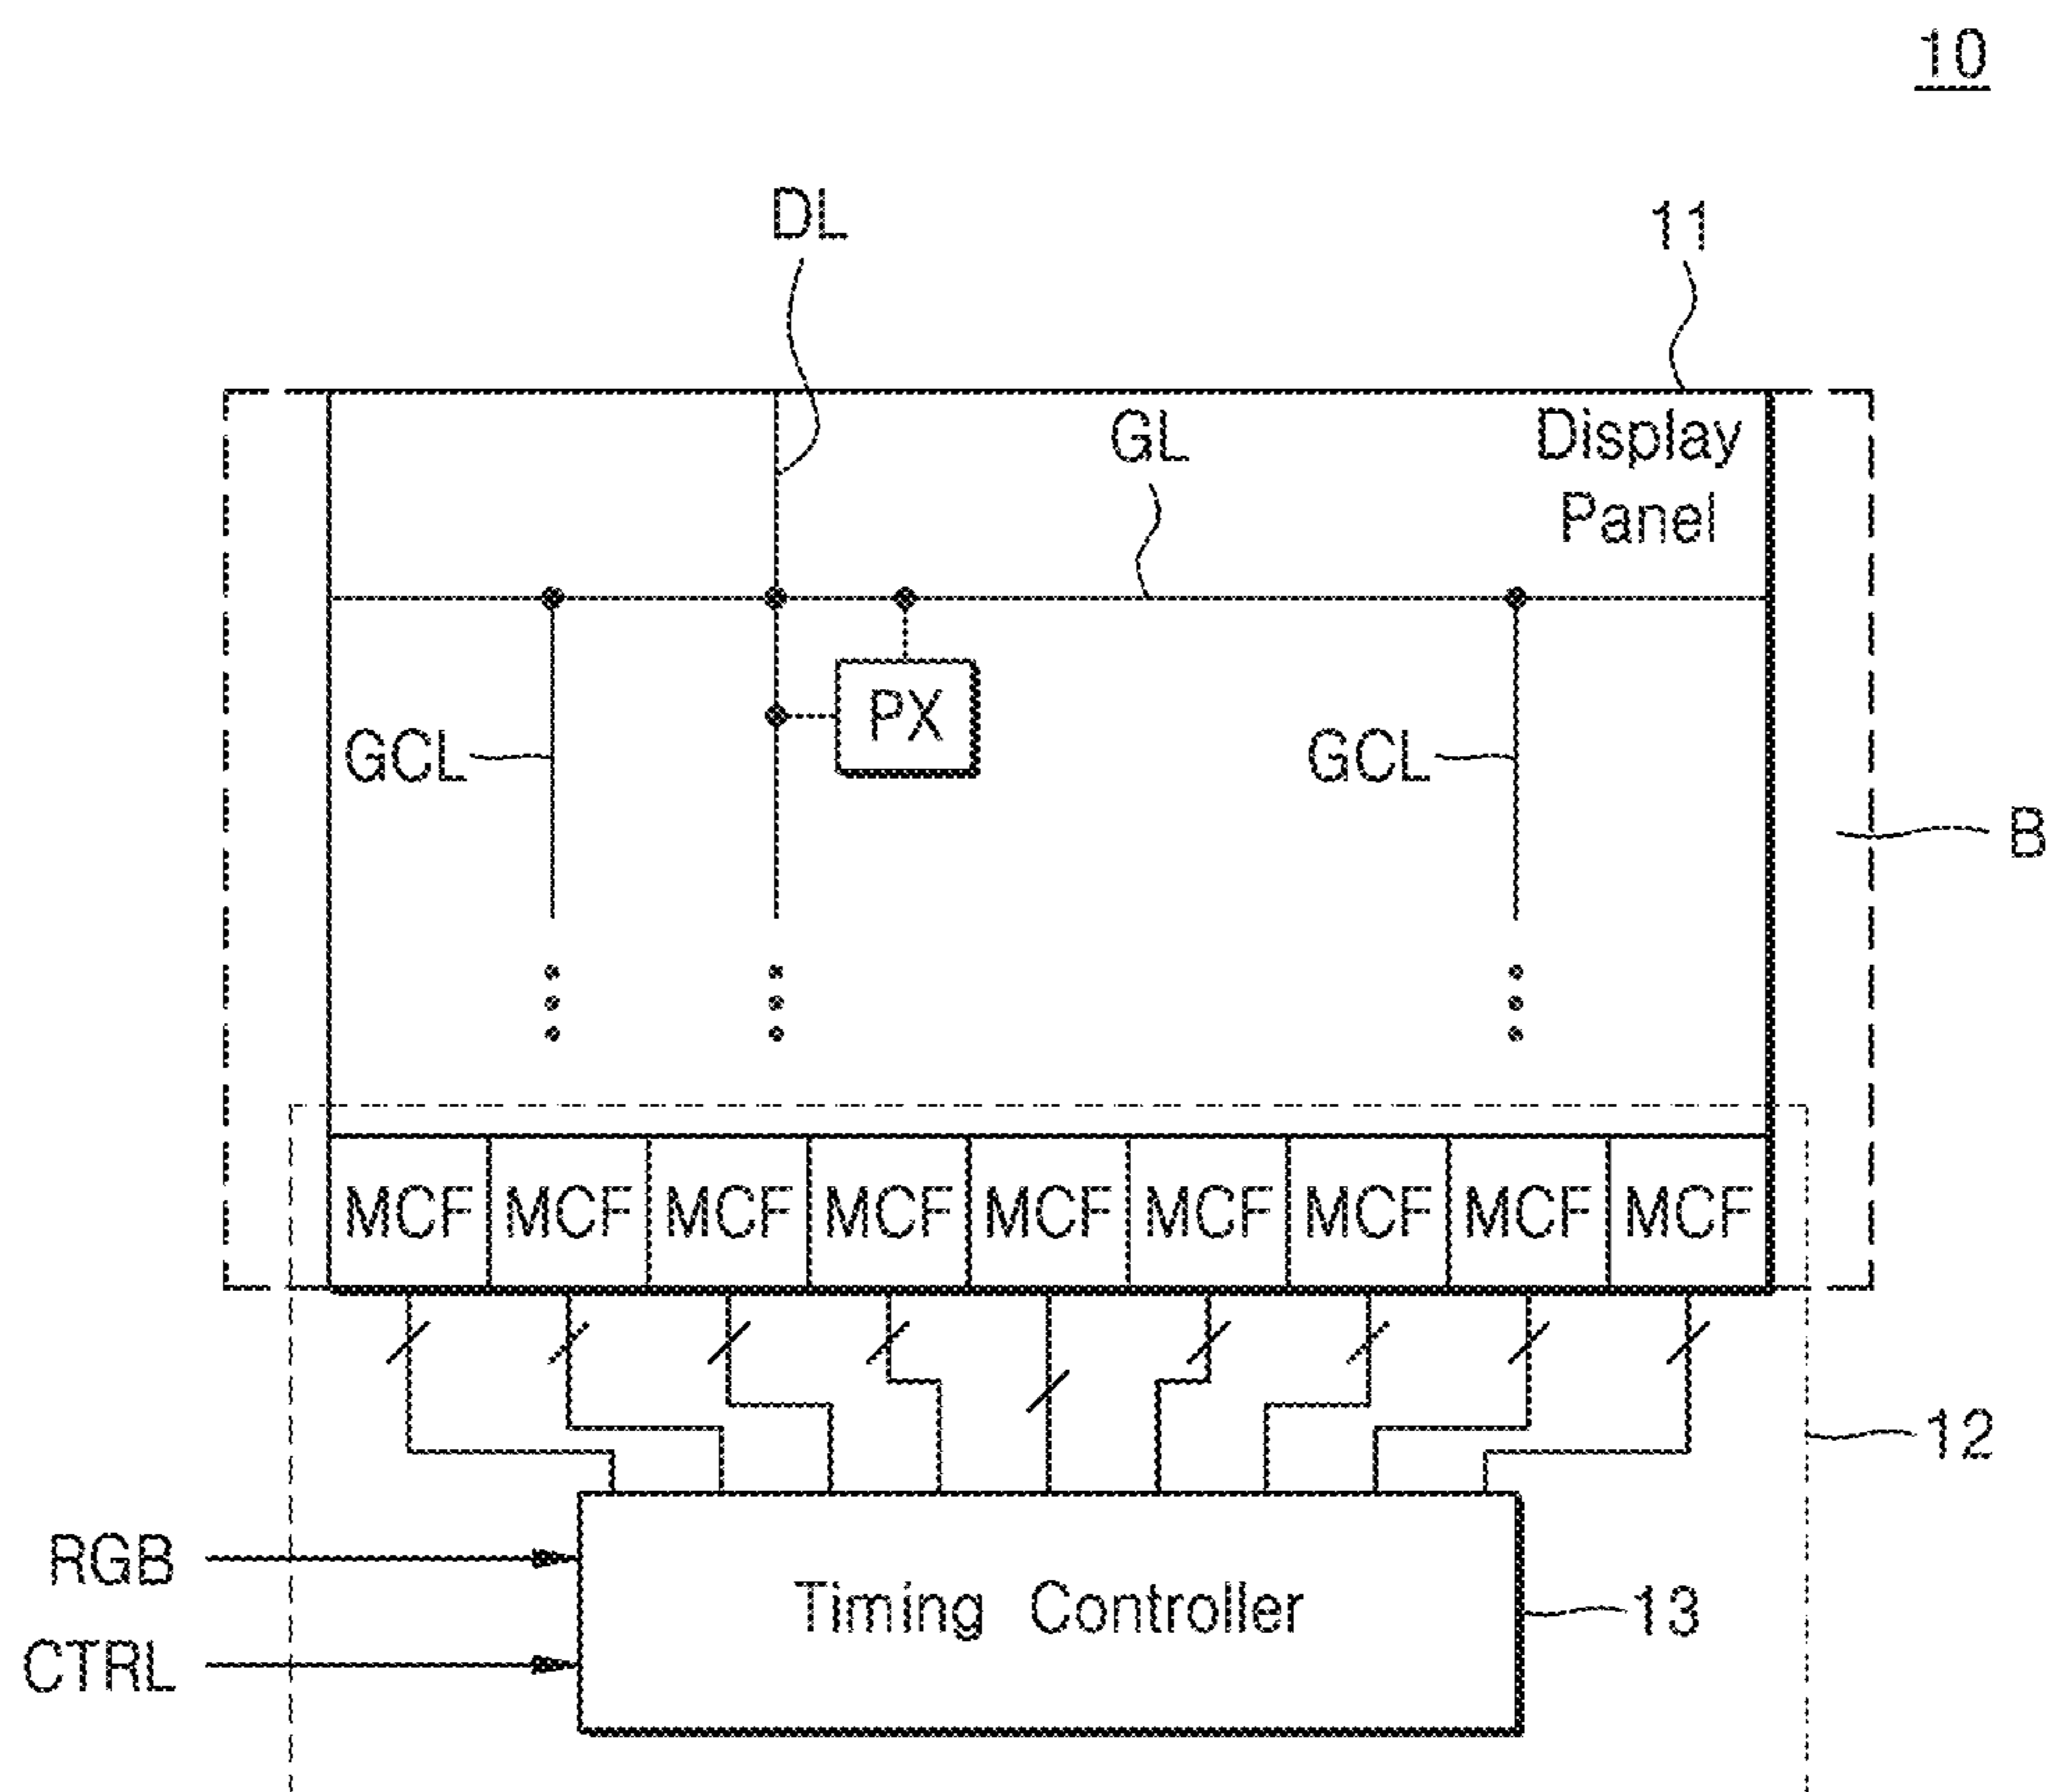 10
DL
11
GL
Display
Panel
PX
GCL
GCL
B
MCF MCF MCF MCF MCF MCF MCF MCF MCF
12
RGB
Timing Controller
13
CTRL